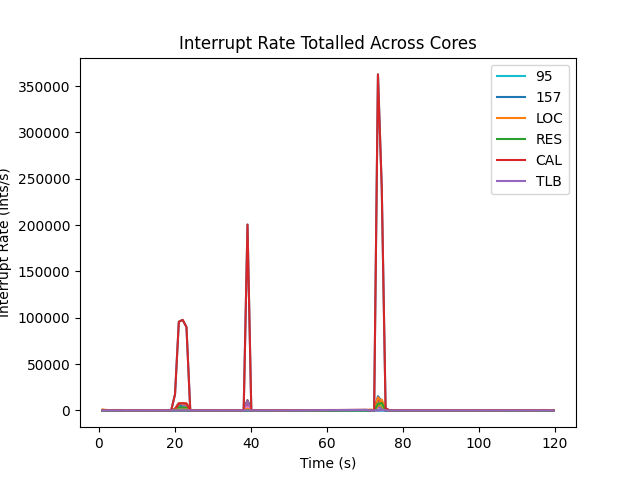 Interrupt Rate Totalled Across Cores
350000
300000
250000
200000
150000
100000
50000
0
Interrupt Rate (Ints/s)
0 20 40 60 80 100 120
Time (s)
95
157
LOC
RES
CAL
TLB